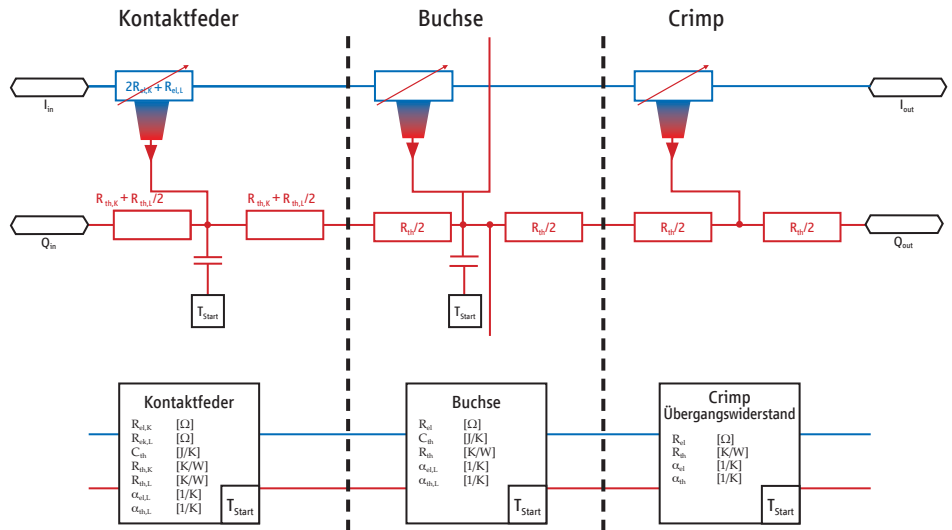 Kontaktfeder
Buchse
Crimp
I_in
2R_el,K + R_el,L
I_out
R_th,K + R_th,L/2
R_th,K + R_th,L/2
R_th/2
R_th/2
R_th/2
R_th/2
Q_in
Q_out
T_Start
T_Start
Kontaktfeder
R_el,K [Ω]
R_ek,L [Ω]
C_th [J/K]
R_th,K [K/W]
R_th,L [K/W]
α_el,L [1/K]
α_th,L [1/K]
T_Start
Buchse
R_el [Ω]
C_th [J/K]
R_th [K/W]
α_el,L [1/K]
α_th,L [1/K]
T_Start
Crimp
Übergangswiderstand
R_el [Ω]
R_th [K/W]
α_el [1/K]
α_th [1/K]
T_Start